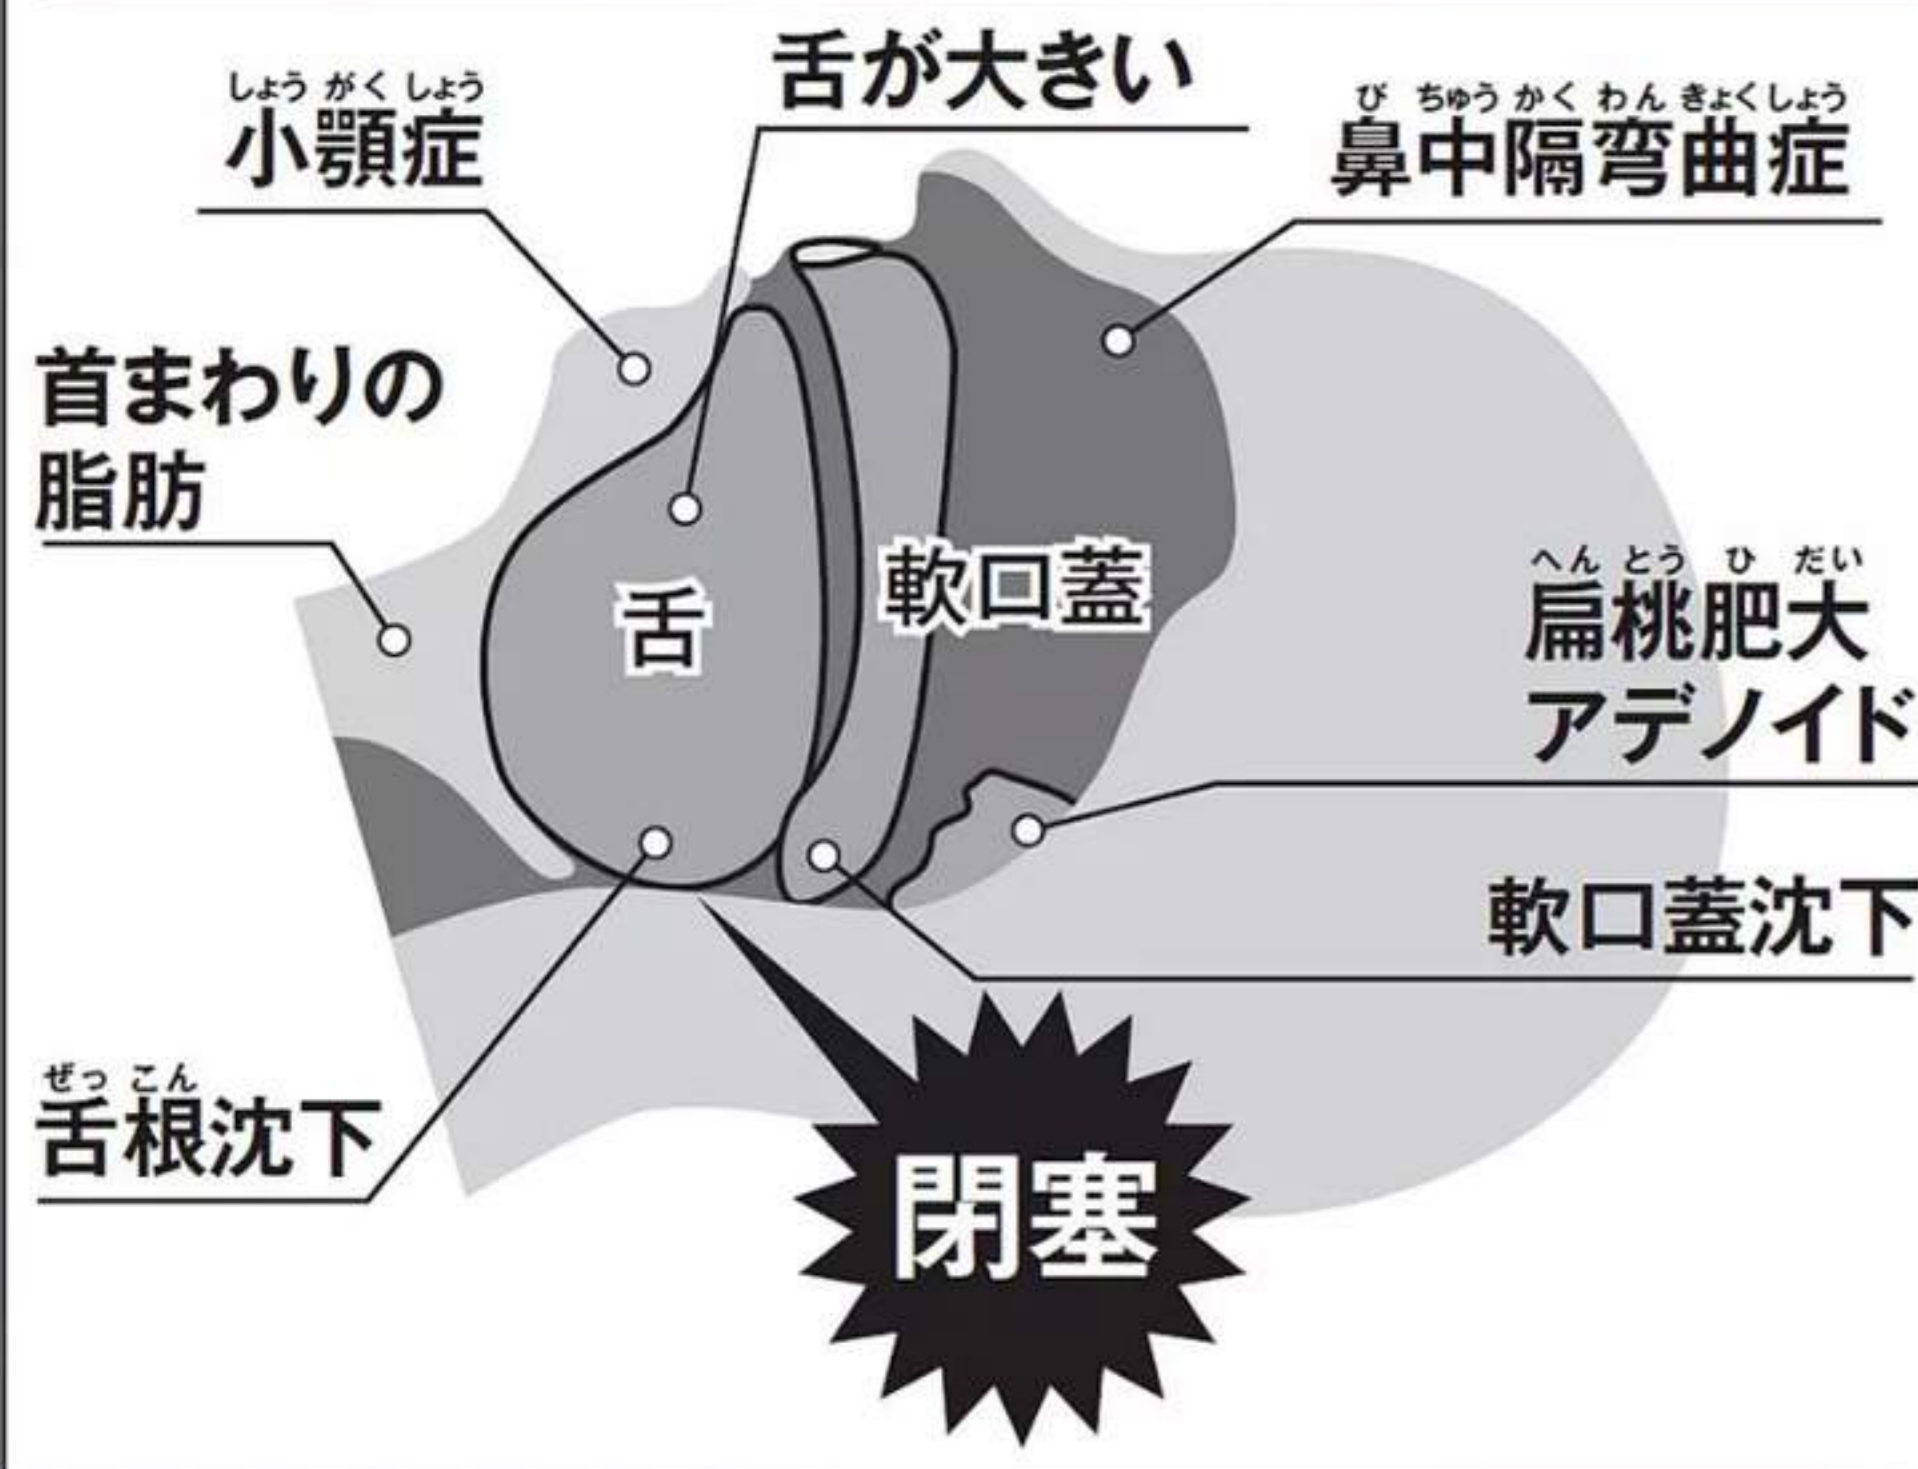 舌が大きい
しょう がく しょう
小顎症
び ちゅう かく わん きょく しょう
鼻中隔弯曲症
首まわりの
脂肪
舌
軟口蓋
へん とう ひ だい
扁桃肥大
アデノイド
軟口蓋沈下
ぜっ こん
舌根沈下
閉塞